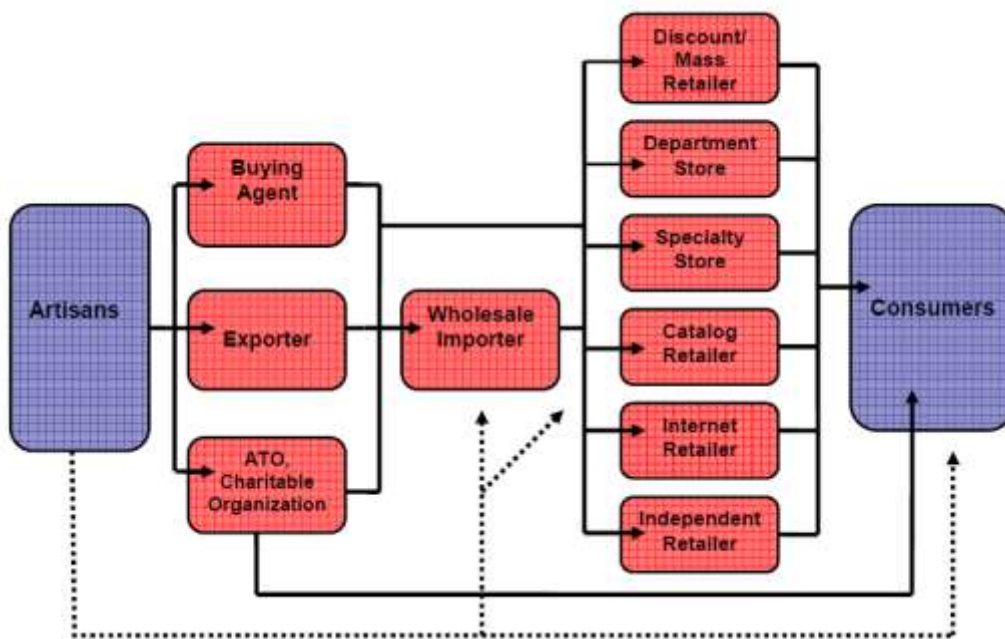 Artisans
Buying
Agent
Exporter
ATO,
Charitable
Organization
Wholesale
Importer
Discount/
Mass
Retailer
Department
Store
Specialty
Store
Catalog
Retailer
Internet
Retailer
Independent
Retailer
Consumers